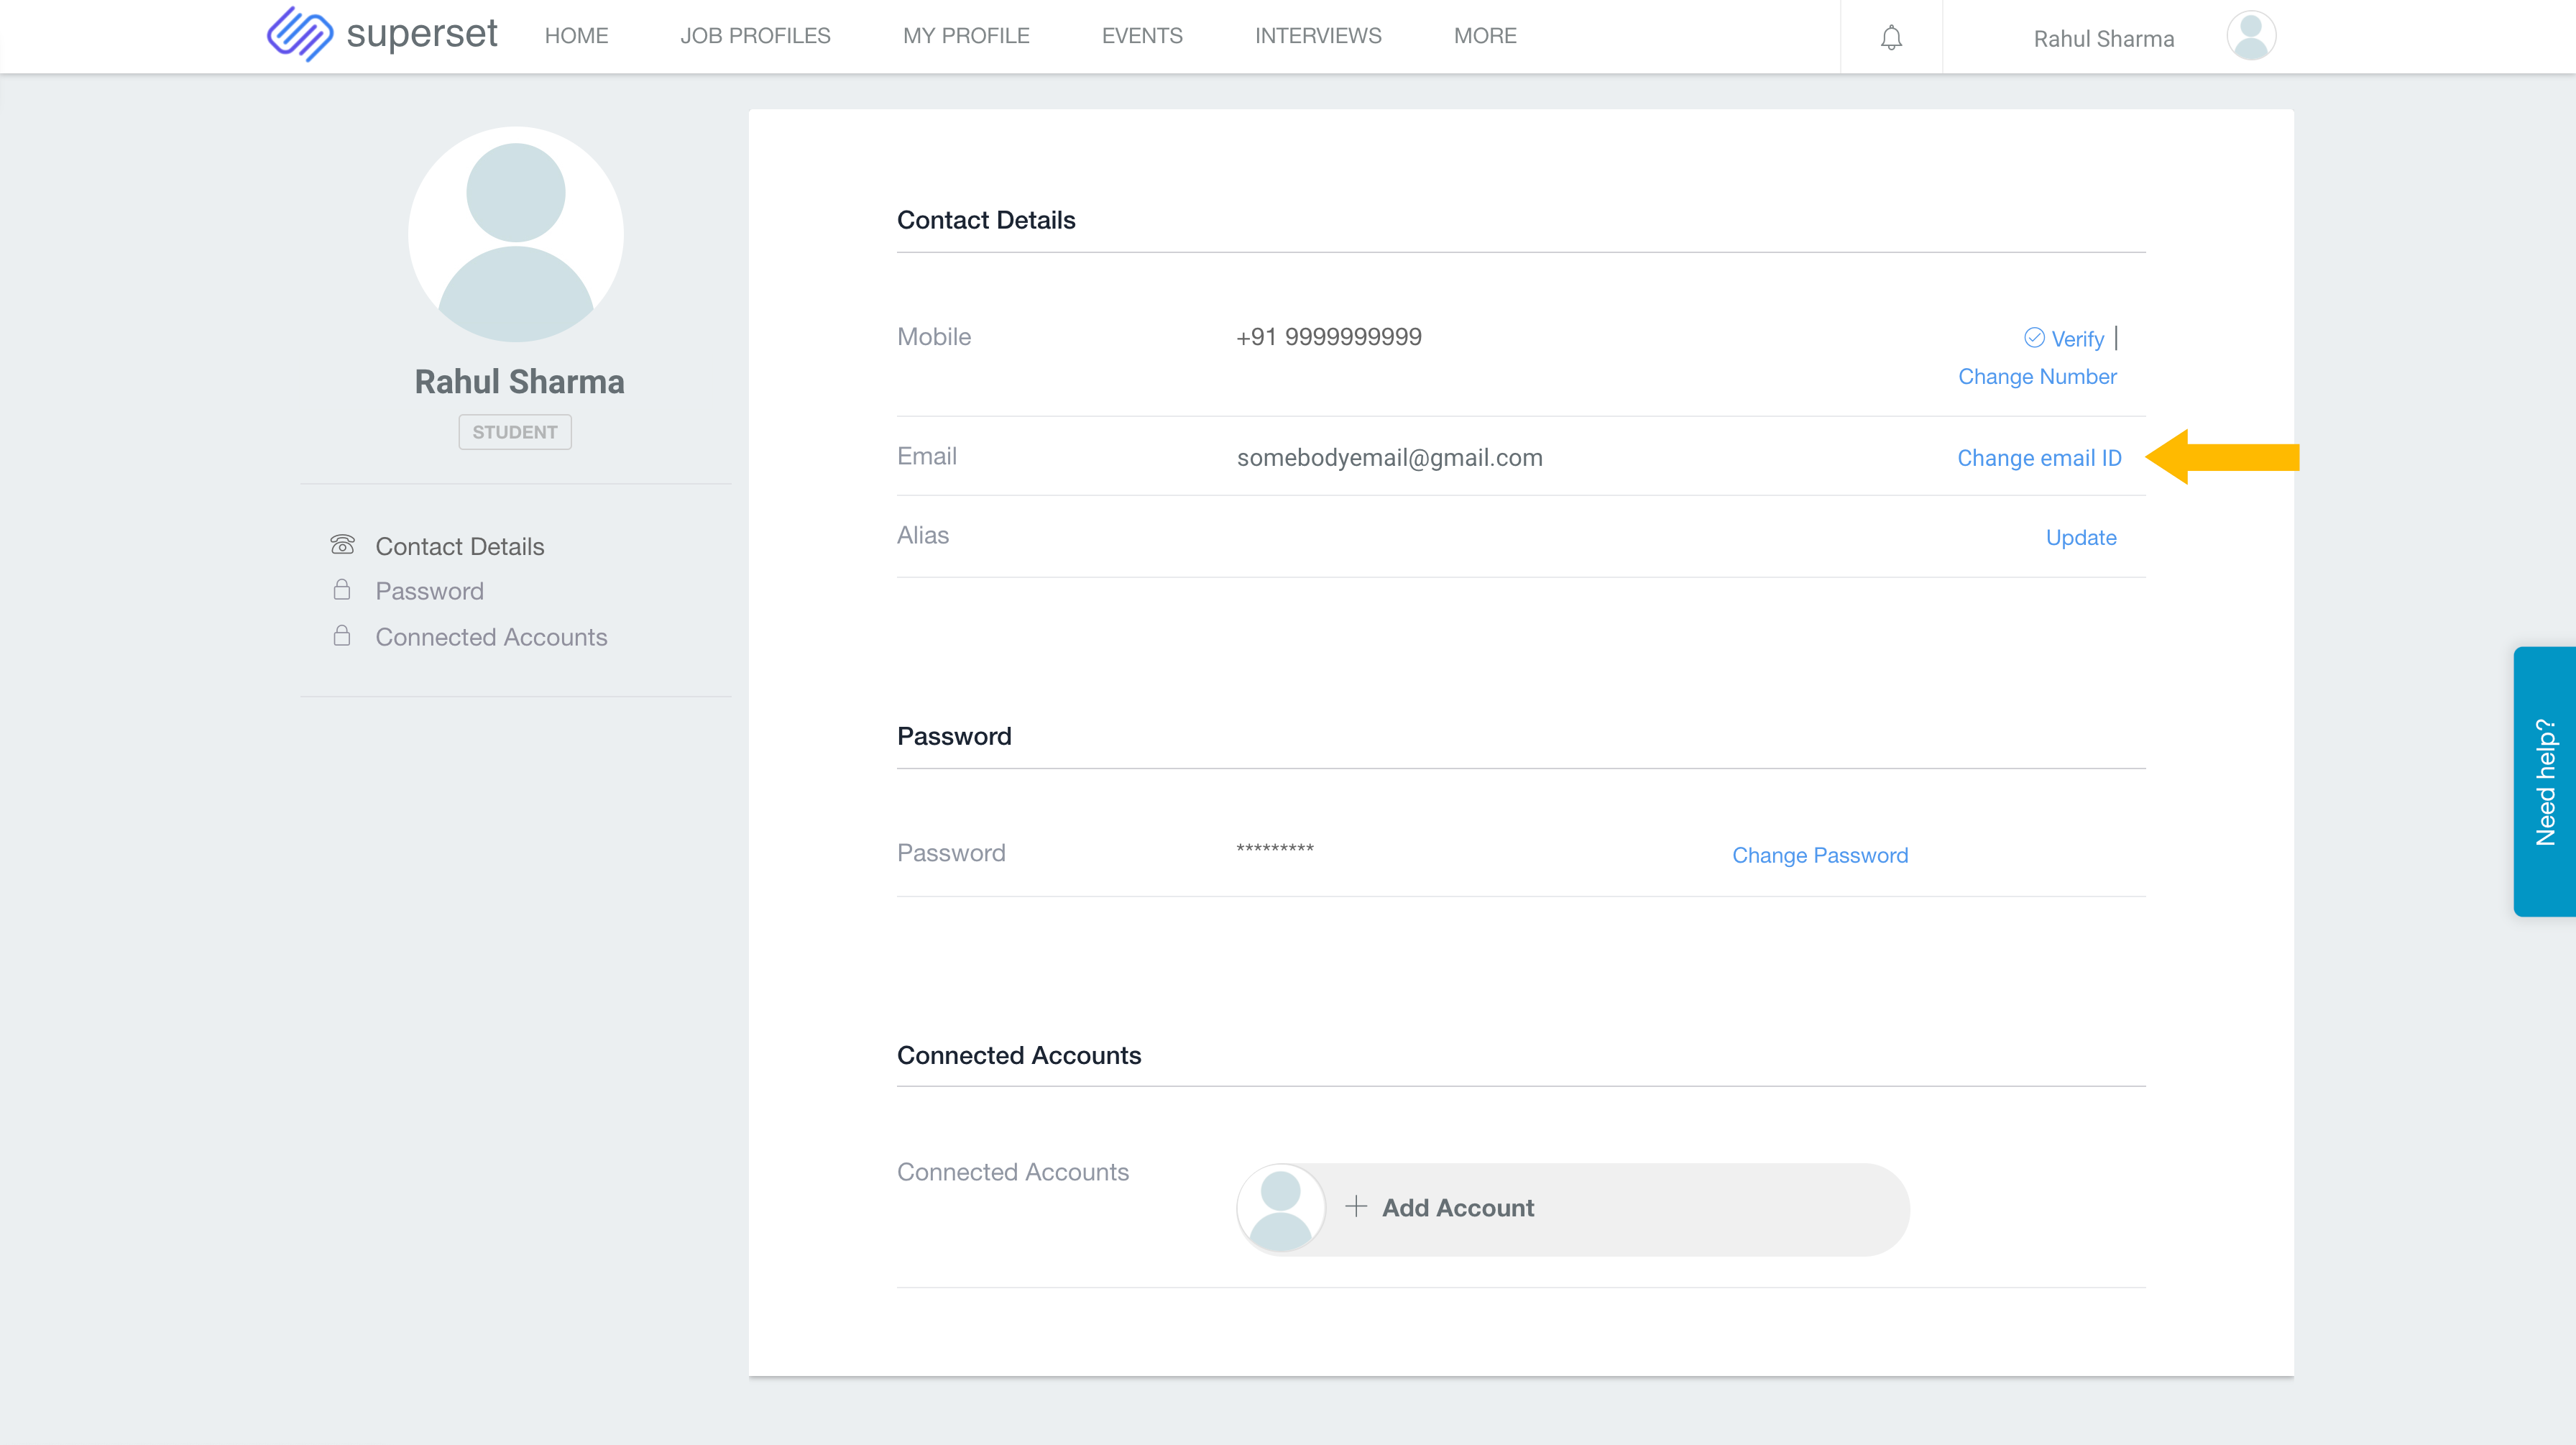 superset
HOME
JOB PROFILES
MY PROFILE
EVENTS
INTERVIEWS
MORE
Rahul Sharma
Rahul Sharma
STUDENT
Contact Details
Password
Connected Accounts
Contact Details
Mobile
+91 9999999999
Verify |
Change Number
Email
somebodyemail@gmail.com
Change email ID
Alias
Update
Password
Password
*********
Change Password
Connected Accounts
Connected Accounts
+ Add Account
Need help?